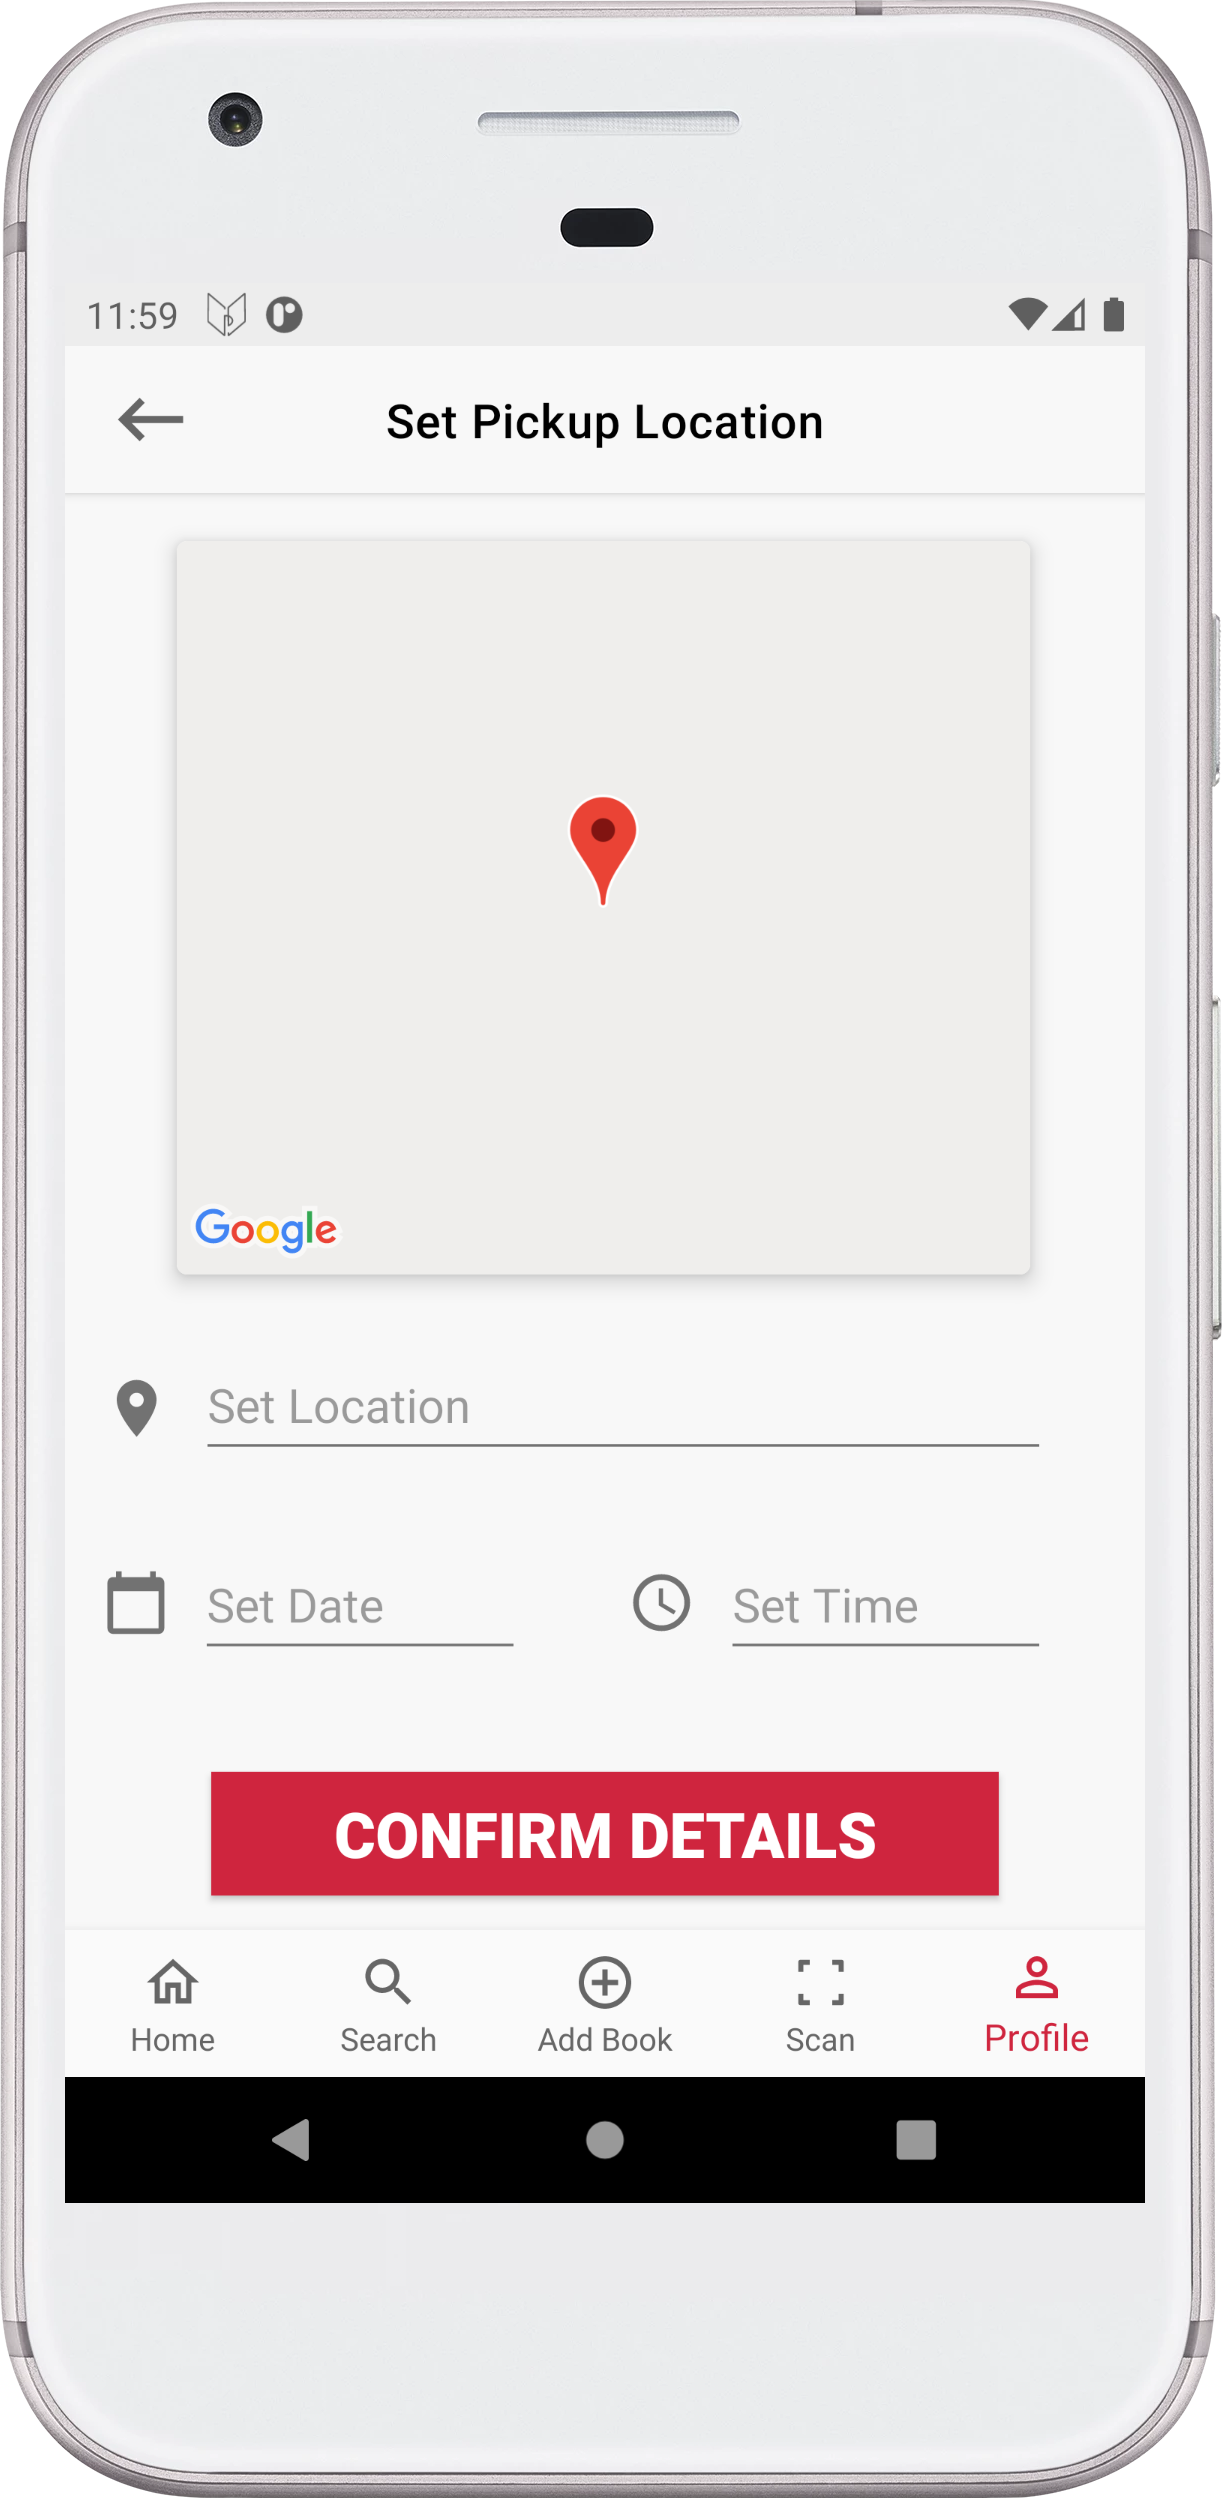 11:59
Set Pickup Location
Google
Set Location
Set Date
Set Time
CONFIRM DETAILS
Home
Search
Add Book
Scan
Profile